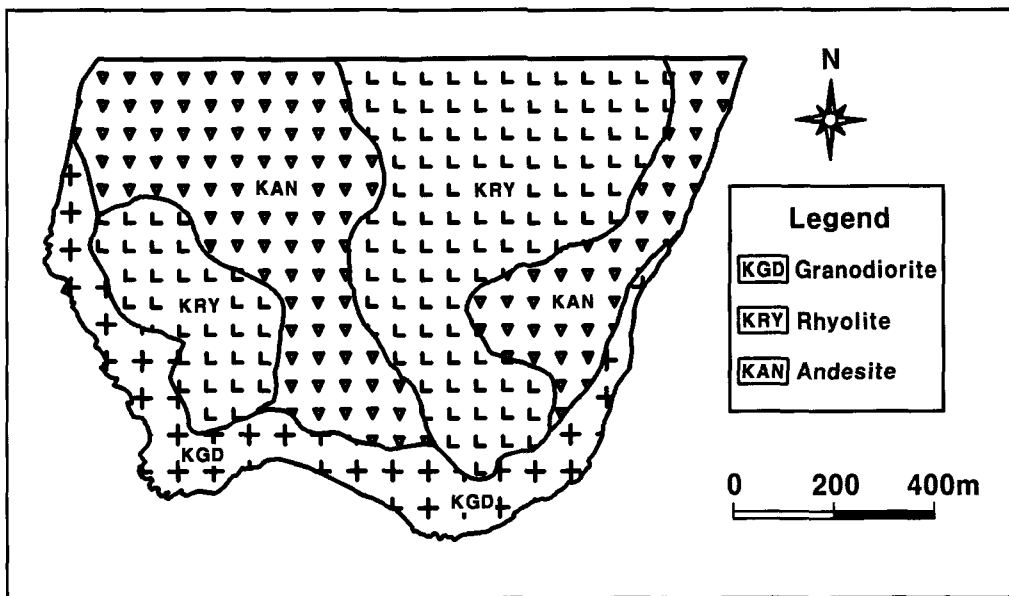 N
KAN
KRY
KRY
KAN
KGD
KGD
Legend
KGD Granodiorite
KRY Rhyolite
KAN Andesite
0 200 400m